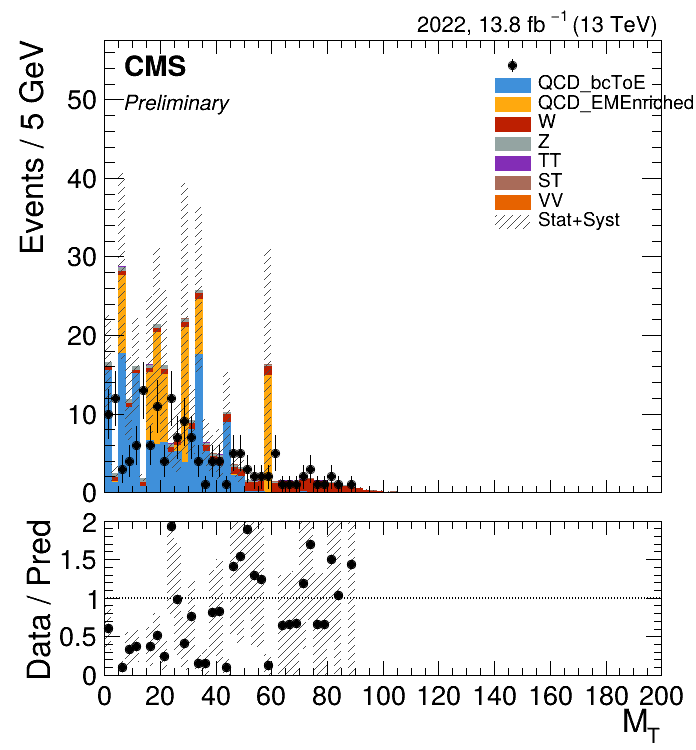 2022, 13.8 fb⁻¹ (13 TeV)
CMS
Preliminary
Events / 5 GeV
50
40
30
20
10
0
QCD_bcToE
QCD_EMEnriched
W
Z
TT
ST
VV
Stat+Syst
Data / Pred
2
1.5
1
0.5
0
0 20 40 60 80 100 120 140 160 180 200
M_T